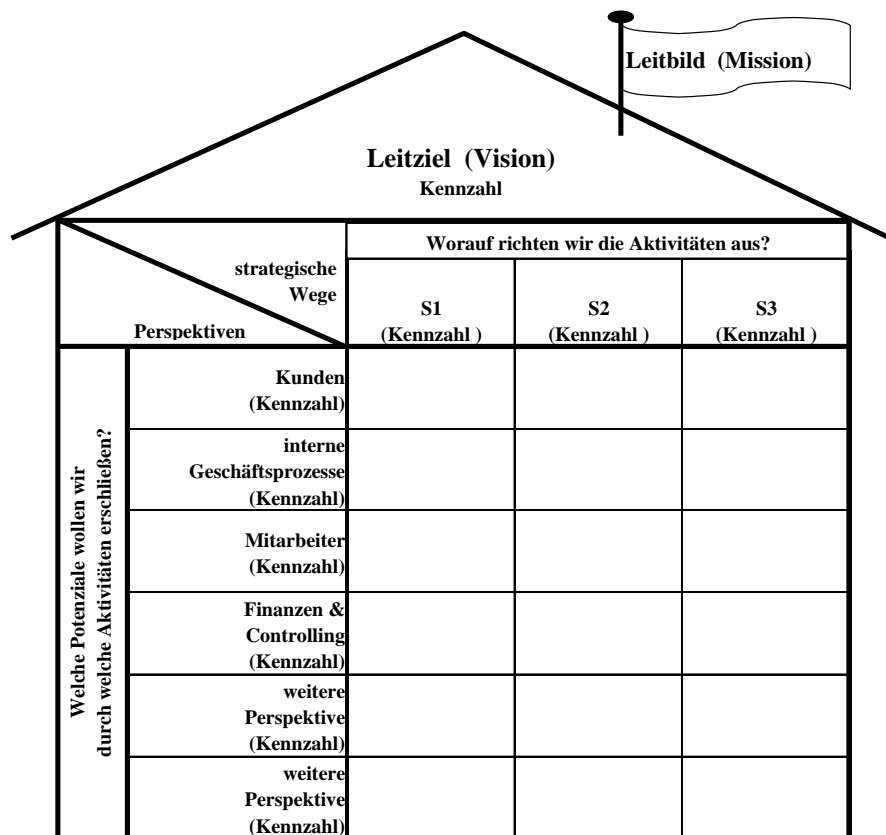 Leitbild (Mission)
Leitziel (Vision)
Kennzahl
Worauf richten wir die Aktivitäten aus?
strategische
Wege
Perspektiven
S1
(Kennzahl )
S2
(Kennzahl )
S3
(Kennzahl )
Welche Potenziale wollen wir
durch welche Aktivitäten erschließen?
Kunden
(Kennzahl)
interne
Geschäftsprozesse
(Kennzahl)
Mitarbeiter
(Kennzahl)
Finanzen &
Controlling
(Kennzahl)
weitere
Perspektive
(Kennzahl)
weitere
Perspektive
(Kennzahl)